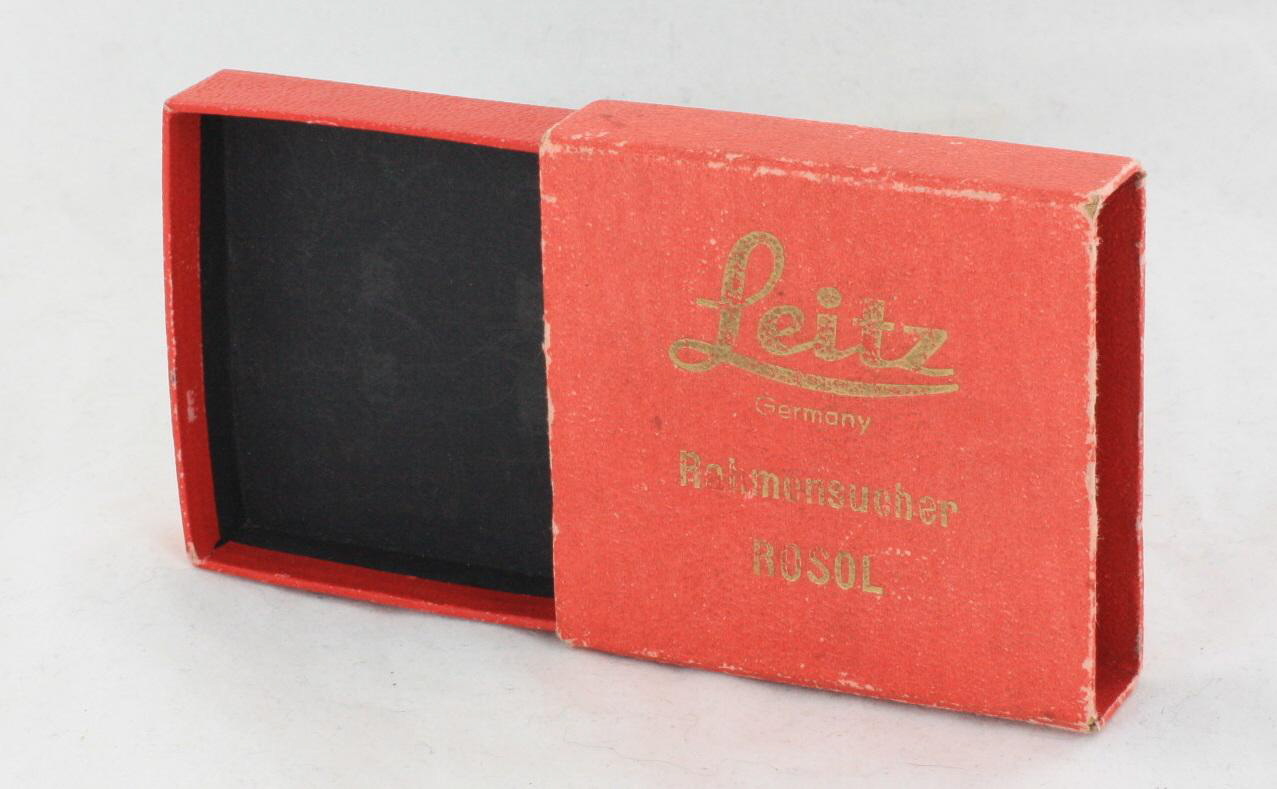 Leitz
Germany
Rahmensucher
ROSOL